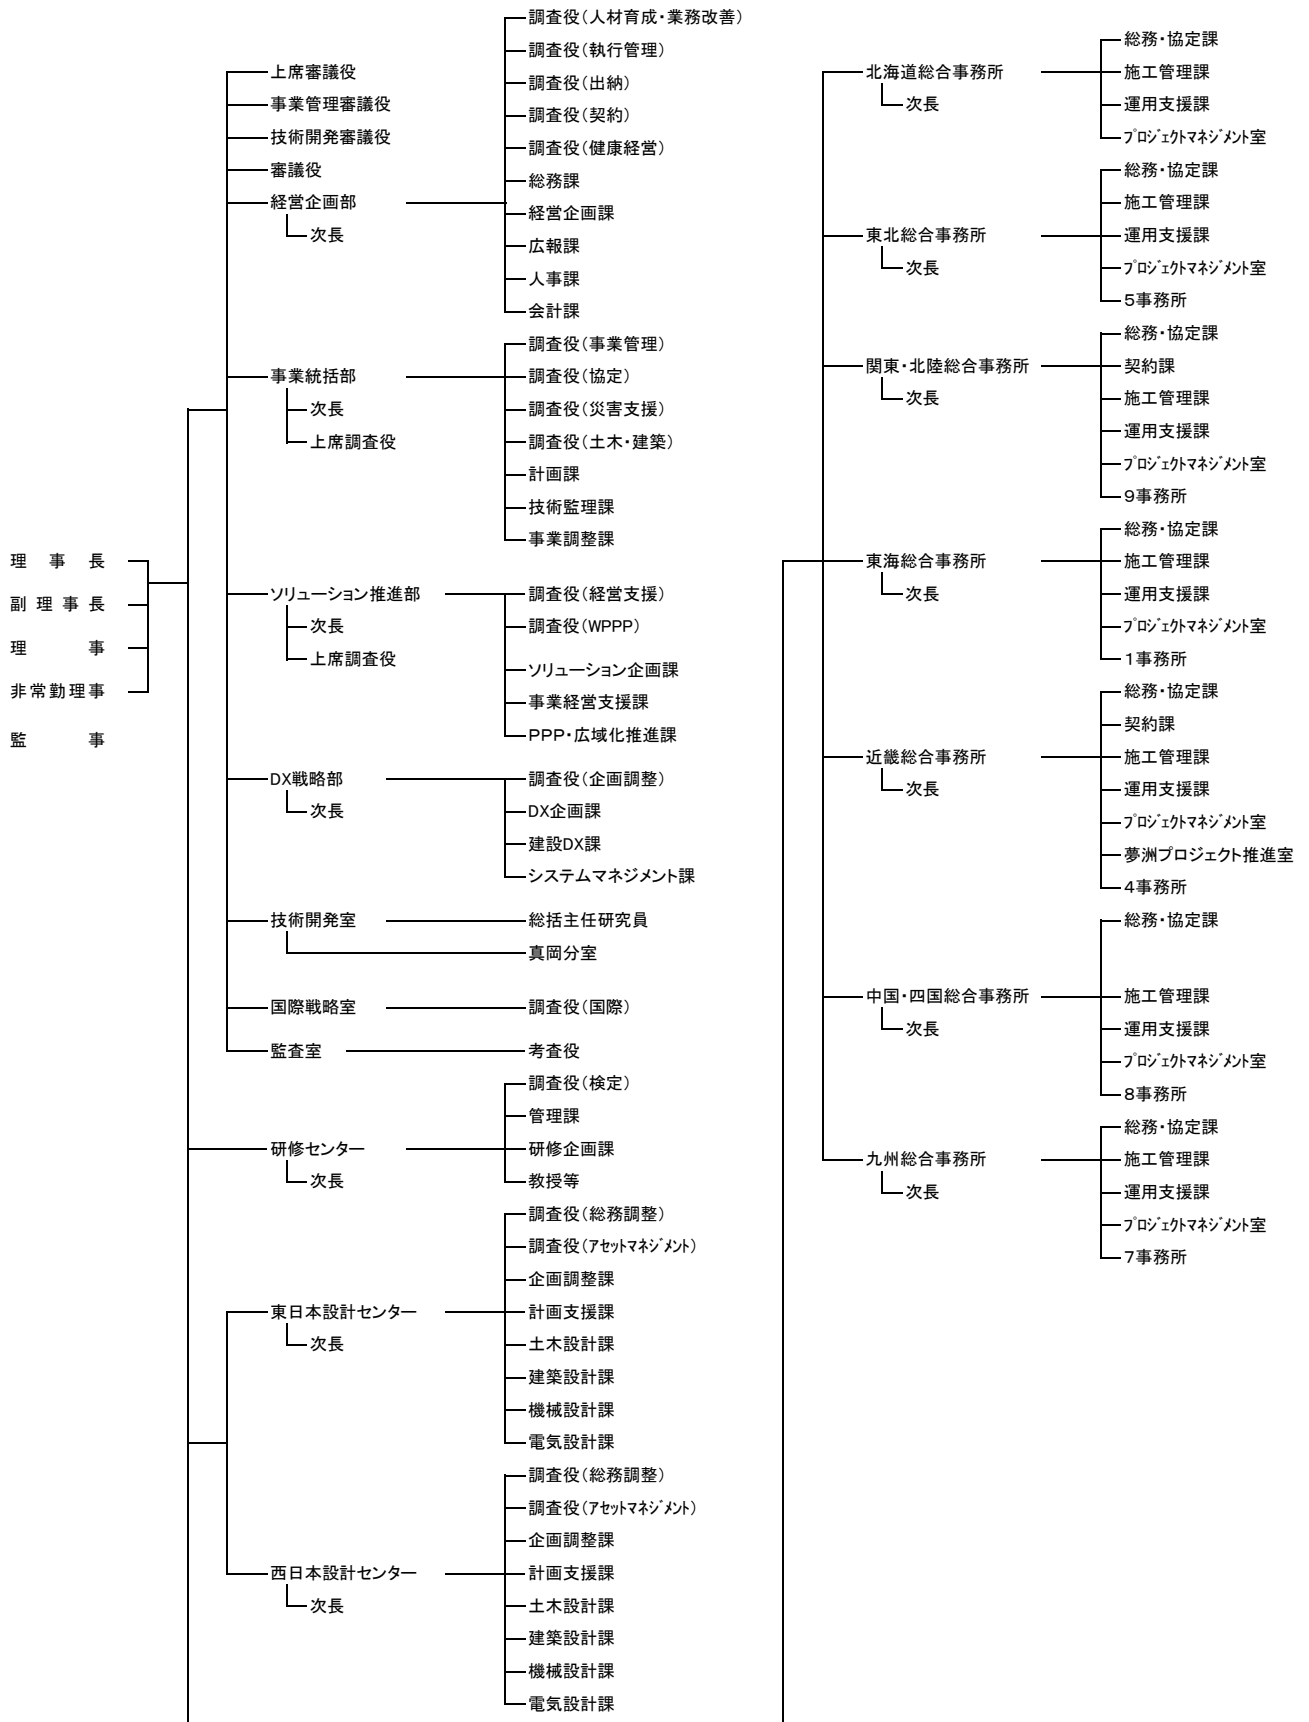 理事長
副理事長
理事
非常勤理事
監事
上席審議役
事業管理審議役
技術開発審議役
審議役
経営企画部
次長
調査役(人材育成・業務改善)
調査役(執行管理)
調査役(出納)
調査役(契約)
調査役(健康経営)
総務課
経営企画課
広報課
人事課
会計課
事業統括部
次長
上席調査役
調査役(事業管理)
調査役(協定)
調査役(災害支援)
調査役(土木・建築)
計画課
技術監理課
事業調整課
ソリューション推進部
次長
上席調査役
調査役(経営支援)
調査役(WPPP)
ソリューション企画課
事業経営支援課
PPP・広域化推進課
DX戦略部
次長
調査役(企画調整)
DX企画課
建設DX課
システムマネジメント課
技術開発室
総括主任研究員
真岡分室
国際戦略室
調査役(国際)
監査室
考査役
研修センター
次長
調査役(検定)
管理課
研修企画課
教授等
東日本設計センター
次長
調査役(総務調整)
調査役(アセットマネジメント)
企画調整課
計画支援課
土木設計課
建築設計課
機械設計課
電気設計課
西日本設計センター
次長
調査役(総務調整)
調査役(アセットマネジメント)
企画調整課
計画支援課
土木設計課
建築設計課
機械設計課
電気設計課
北海道総合事務所
次長
総務・協定課
施工管理課
運用支援課
プロジェクトマネジメント室
東北総合事務所
次長
総務・協定課
施工管理課
運用支援課
プロジェクトマネジメント室
5事務所
関東・北陸総合事務所
次長
総務・協定課
契約課
施工管理課
運用支援課
プロジェクトマネジメント室
9事務所
東海総合事務所
次長
総務・協定課
施工管理課
運用支援課
プロジェクトマネジメント室
1事務所
近畿総合事務所
次長
総務・協定課
契約課
施工管理課
運用支援課
プロジェクトマネジメント室
夢洲プロジェクト推進室
4事務所
中国・四国総合事務所
次長
総務・協定課
施工管理課
運用支援課
プロジェクトマネジメント室
8事務所
九州総合事務所
次長
総務・協定課
施工管理課
運用支援課
プロジェクトマネジメント室
7事務所